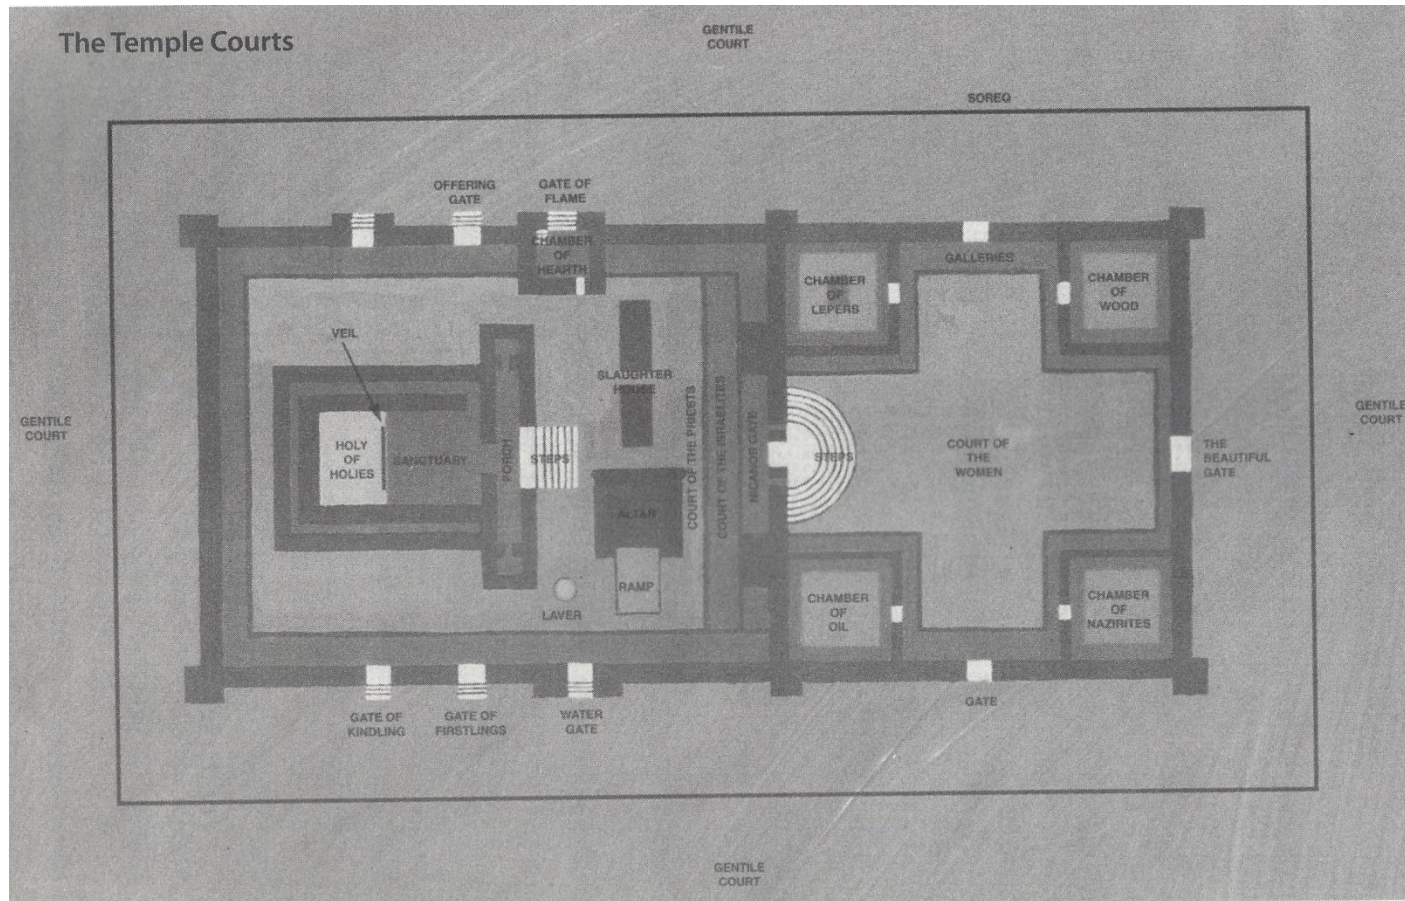 The Temple Courts
GENTILE
COURT
SOREQ
OFFERING
GATE
GATE OF
FLAME
CHAMBER
OF
HEARTH
GALLERIES
CHAMBER
OF
LEPERS
CHAMBER
OF
WOOD
VEIL
SLAUGHTER
HOUSE
GENTILE
COURT
HOLY
OF
HOLIES
SANCTUARY
PORCH
STEPS
ALTAR
COURT OF THE PRIESTS
COURT OF THE ISRAELITES
NICANOR GATE
STEPS
COURT OF
THE
WOMEN
THE
BEAUTIFUL
GATE
GENTILE
COURT
RAMP
LAVER
CHAMBER
OF
OIL
CHAMBER
OF
NAZIRITES
GATE OF
KINDLING
GATE OF
FIRSTLINGS
WATER
GATE
GATE
GENTILE
COURT